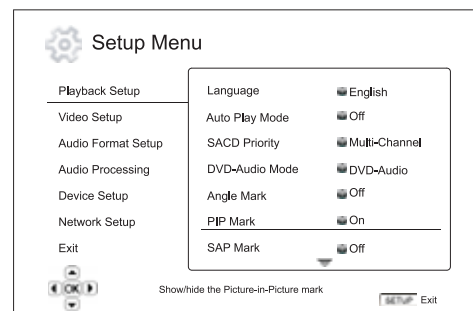 Setup Menu
Playback Setup
Video Setup
Audio Format Setup
Audio Processing
Device Setup
Network Setup
Exit
Language English
Auto Play Mode Off
SACD Priority Multi-Channel
DVD-Audio Mode DVD-Audio
Angle Mark Off
PIP Mark On
SAP Mark Off
OK
Show/hide the Picture-in-Picture mark
SETUP Exit